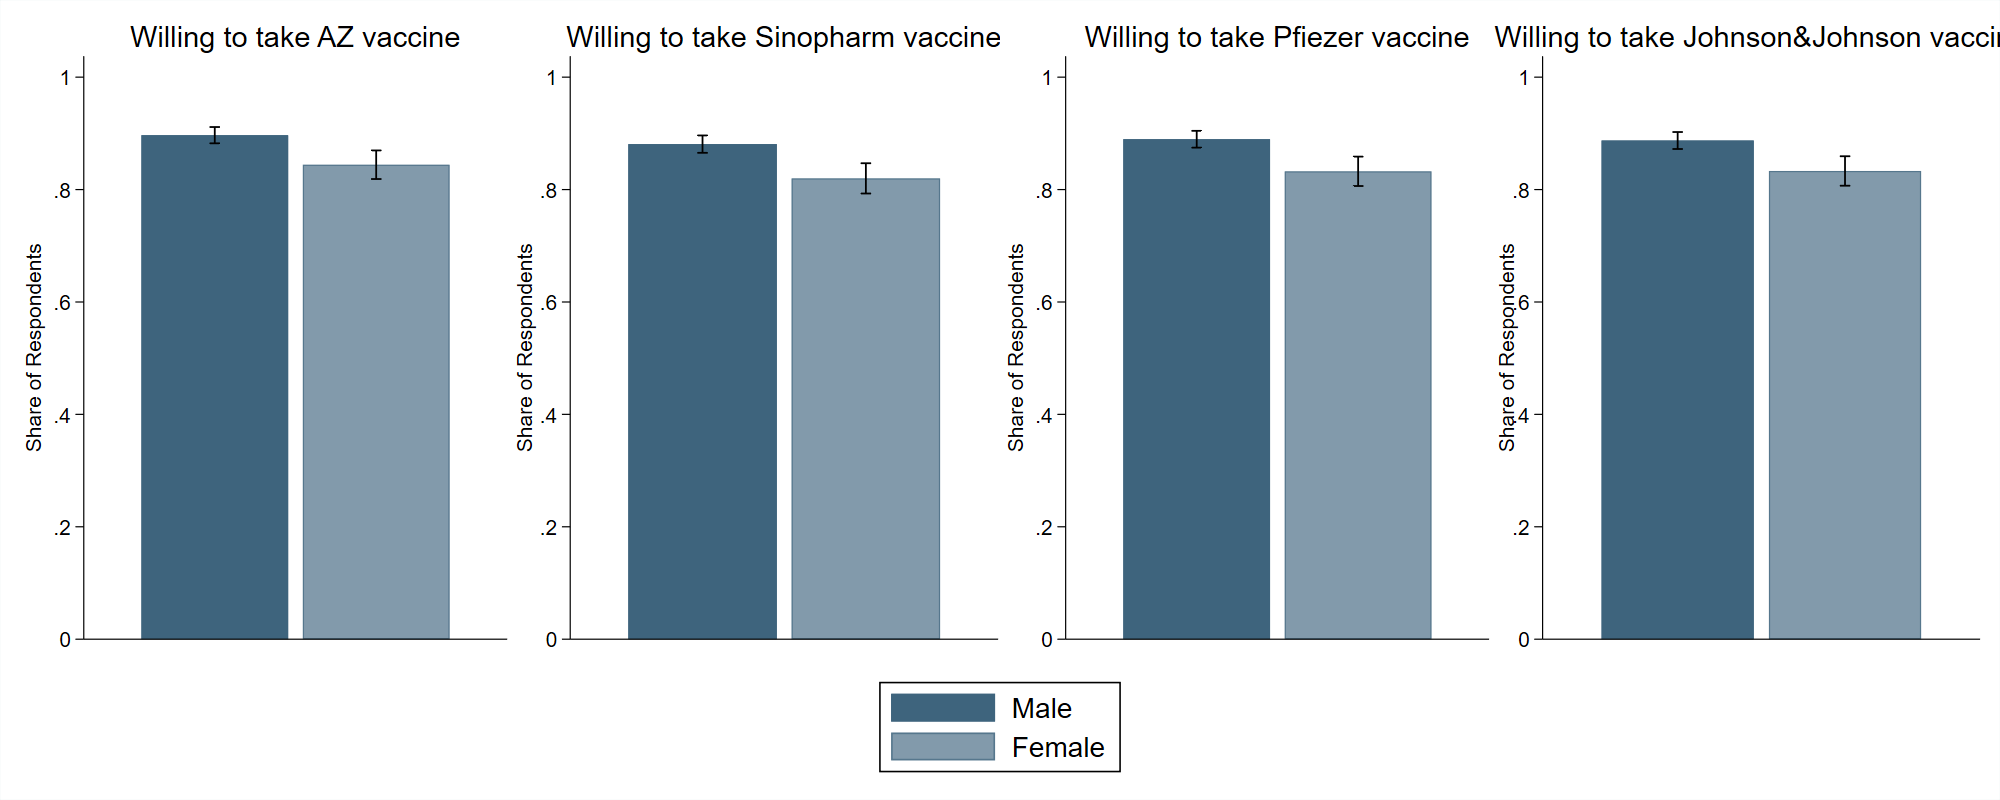 Willing to take AZ vaccine
Share of Respondents
1
.8
.6
.4
.2
0
Willing to take Sinopharm vaccine
Share of Respondents
1
.8
.6
.4
.2
0
Willing to take Pfiezer vaccine
Share of Respondents
1
.8
.6
.4
.2
0
Willing to take Johnson&Johnson vaccin
Share of Respondents
1
.8
.6
.4
.2
0
Male
Female